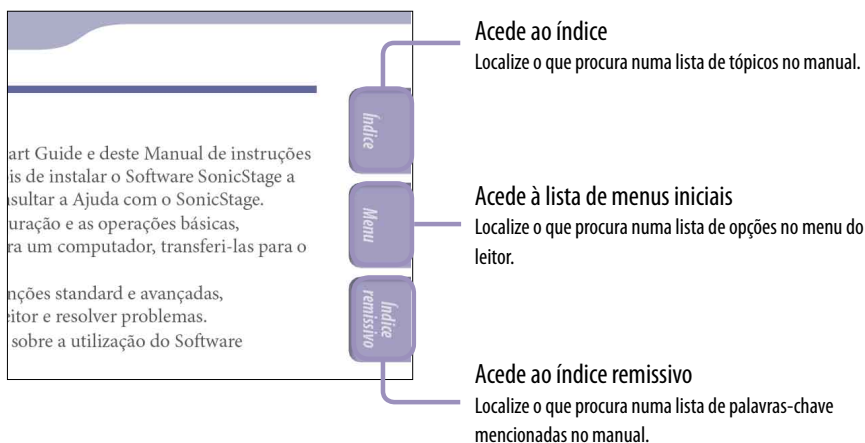 art Guide e deste Manual de instruções
is de instalar o Software SonicStage a
nsultar a Ajuda com o SonicStage.
uração e as operações básicas,
ra um computador, transferi-las para o
nções standard e avançadas,
eitor e resolver problemas.
sobre a utilização do Software
Índice
Menu
Índice
remissivo
Acede ao índice
Localize o que procura numa lista de tópicos no manual.
Acede à lista de menus iniciais
Localize o que procura numa lista de opções no menu do
leitor.
Acede ao índice remissivo
Localize o que procura numa lista de palavras-chave
mencionadas no manual.